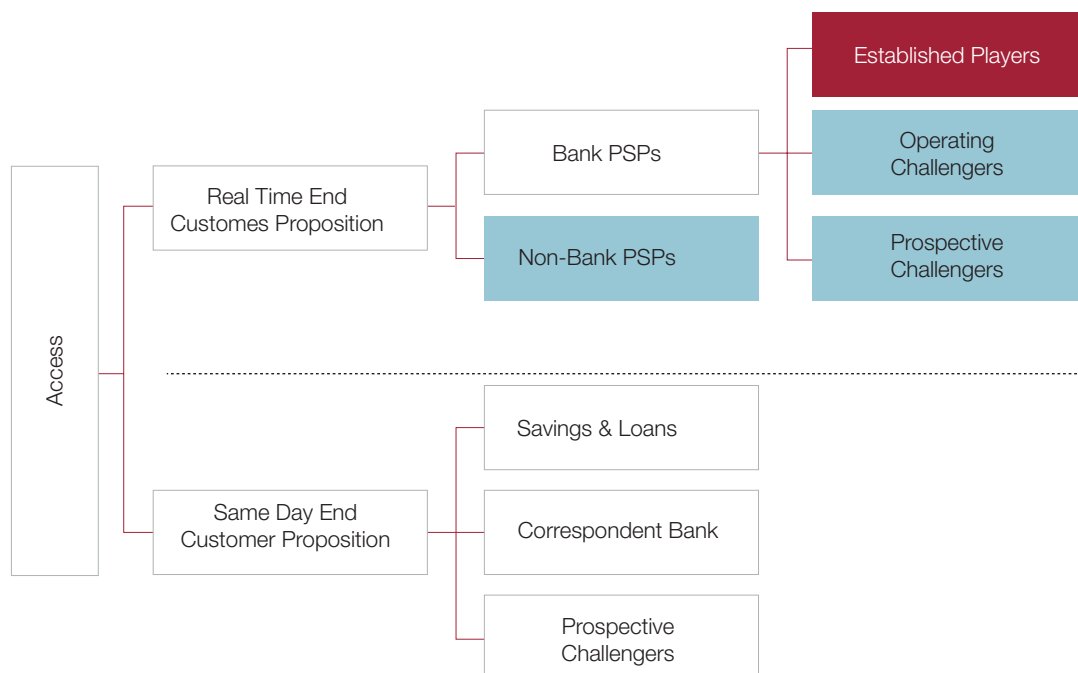 Access
Real Time End
Customes Proposition
Bank PSPs
Non-Bank PSPs
Established Players
Operating
Challengers
Prospective
Challengers
Same Day End
Customer Proposition
Savings & Loans
Correspondent Bank
Prospective
Challengers